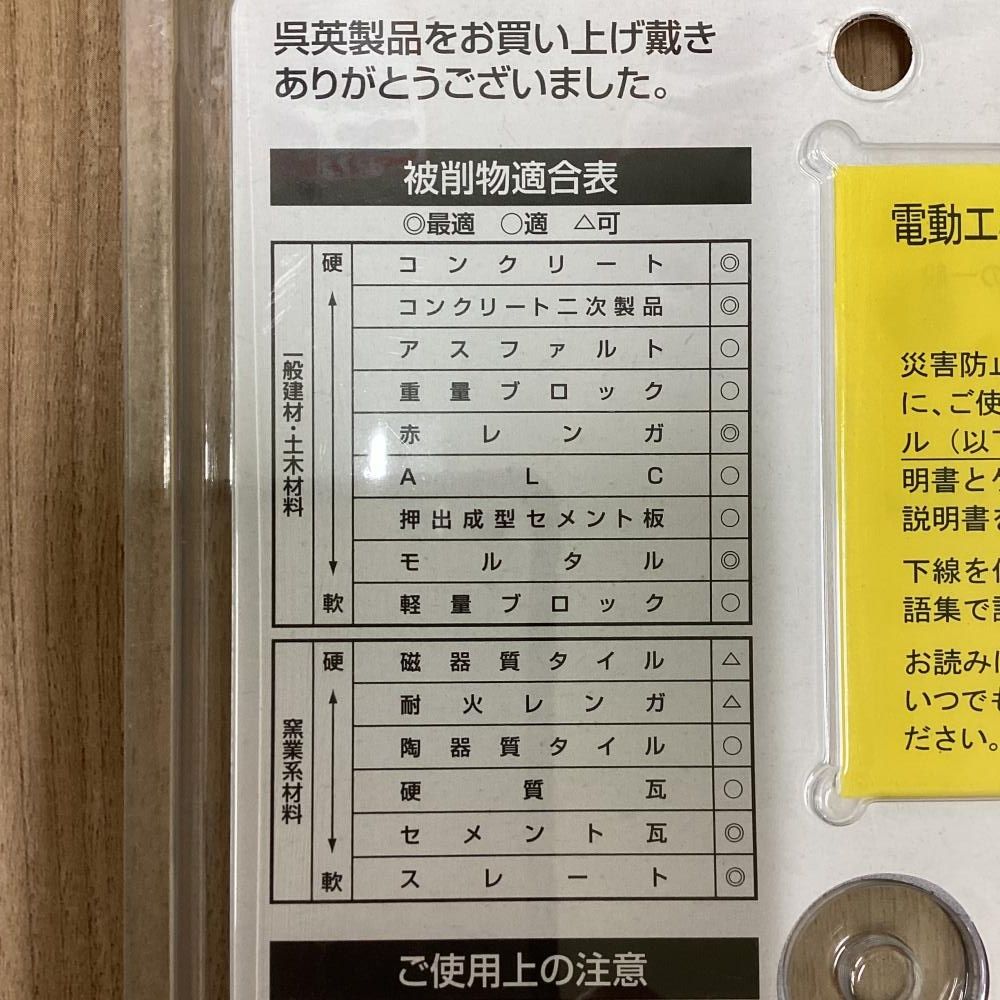 呉英製品をお買い上げ戴き
ありがとうございました。
被削物適合表
◎最適 ○適 △可
一般建材・土木材料
硬
軟
コンクリート ◎
コンクリート二次製品 ◎
アスファルト ○
重量ブロック ○
赤レンガ ◎
ALC ○
押出成型セメント板 ○
モルタル ◎
軽量ブロック ○
窯業系材料
硬
軟
磁器質タイル △
耐火レンガ △
陶器質タイル ○
硬質瓦 ○
セメント瓦 ◎
スレート ◎
ご使用上の注意
電動工
災害防止
に、ご使
ル（以下
明書と
説明書を
下線を
語集で
お読み
いつでも
ださい。